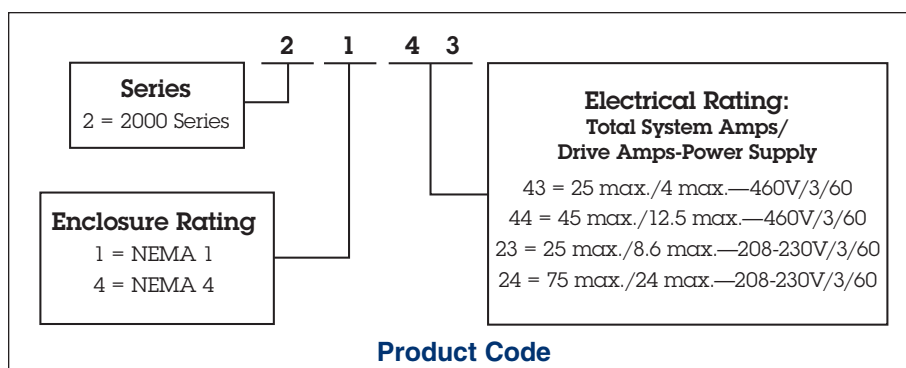 2 1 4 3
Series
2 = 2000 Series
Enclosure Rating
1 = NEMA 1
4 = NEMA 4
Electrical Rating:
Total System Amps/
Drive Amps-Power Supply
43 = 25 max./4 max.—460V/3/60
44 = 45 max./12.5 max.—460V/3/60
23 = 25 max./8.6 max.—208-230V/3/60
24 = 75 max./24 max.—208-230V/3/60
Product Code